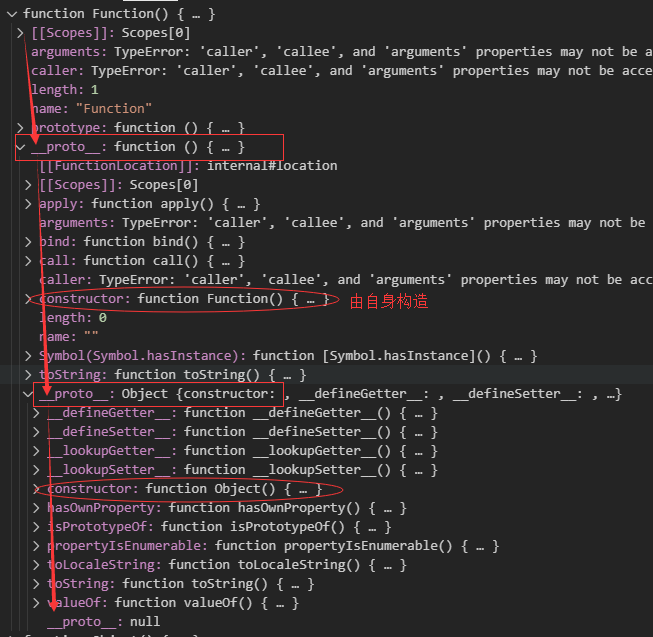 function Function() { … }
[[Scopes]]: Scopes[0]
arguments: TypeError: 'caller', 'callee', and 'arguments' properties may not be a
caller: TypeError: 'caller', 'callee', and 'arguments' properties may not be acce
length: 1
name: "Function"
prototype: function () { … }
__proto__: function () { … }
[[FunctionLocation]]: internal#location
[[Scopes]]: Scopes[0]
apply: function apply() { … }
arguments: TypeError: 'caller', 'callee', and 'arguments' properties may not be
bind: function bind() { … }
call: function call() { … }
caller: TypeError: 'caller', 'callee', and 'arguments' properties may not be acc
constructor: function Function() { … } 由自身构造
length: 0
name: ""
Symbol(Symbol.hasInstance): function [Symbol.hasInstance]() { … }
toString: function toString() { … }
__proto__: Object {constructor: , __defineGetter__: , __defineSetter__: , …}
__defineGetter__: function __defineGetter__() { … }
__defineSetter__: function __defineSetter__() { … }
__lookupGetter__: function __lookupGetter__() { … }
__lookupSetter__: function __lookupSetter__() { … }
constructor: function Object() { … }
hasOwnProperty: function hasOwnProperty() { … }
isPrototypeOf: function isPrototypeOf() { … }
propertyIsEnumerable: function propertyIsEnumerable() { … }
toLocaleString: function toLocaleString() { … }
toString: function toString() { … }
valueOf: function valueOf() { … }
__proto__: null